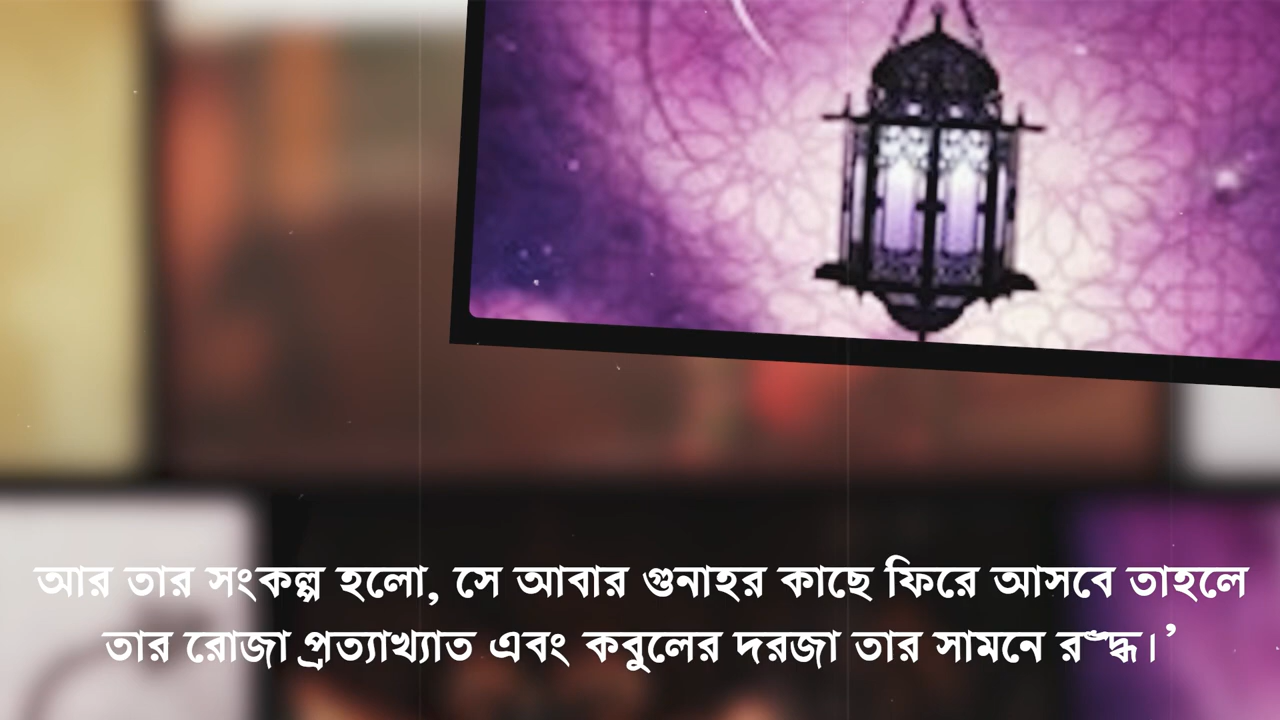 আর তার সংকল্প হলো, সে আবার গুনাহর কাছে ফিরে আসবে তাহলে
তার রোজা প্রত্যাখ্যাত এবং কবুলের দরজা তার সামনে রুদ্ধ।’